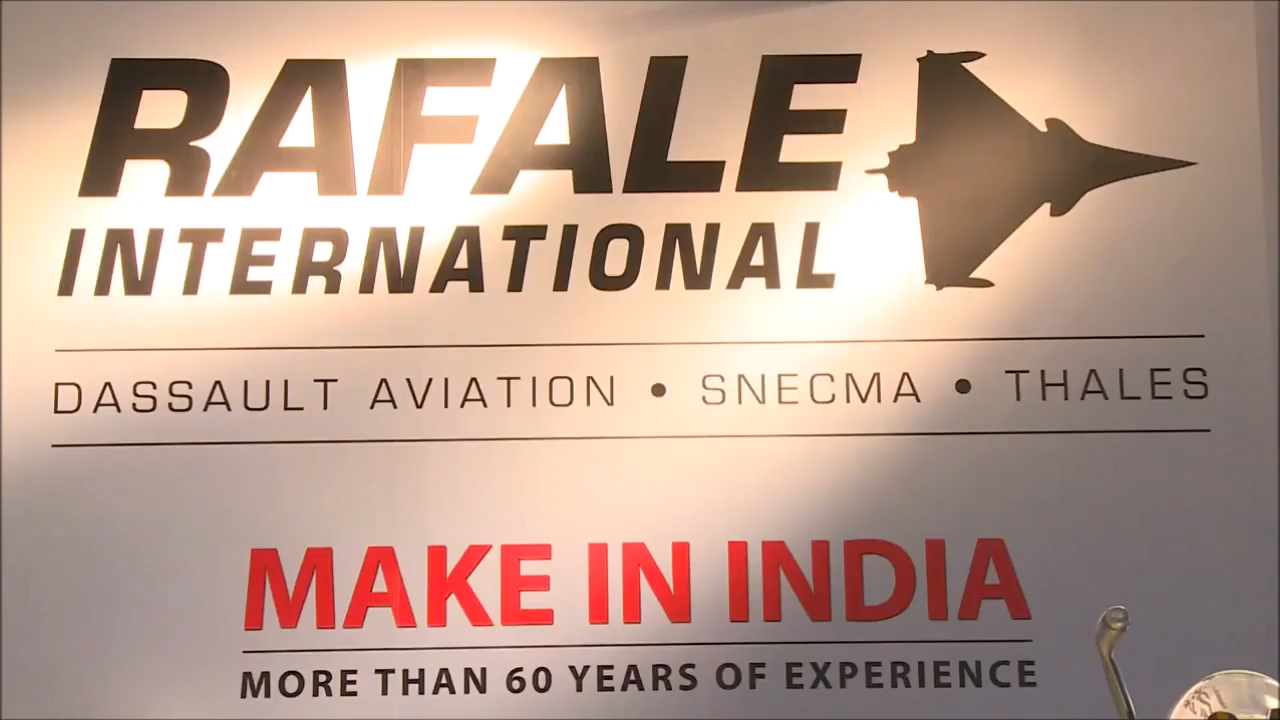 RAFALE
INTERNATIONAL
DASSAULT AVIATION • SNECMA • THALES
MAKE IN INDIA
MORE THAN 60 YEARS OF EXPERIENCE